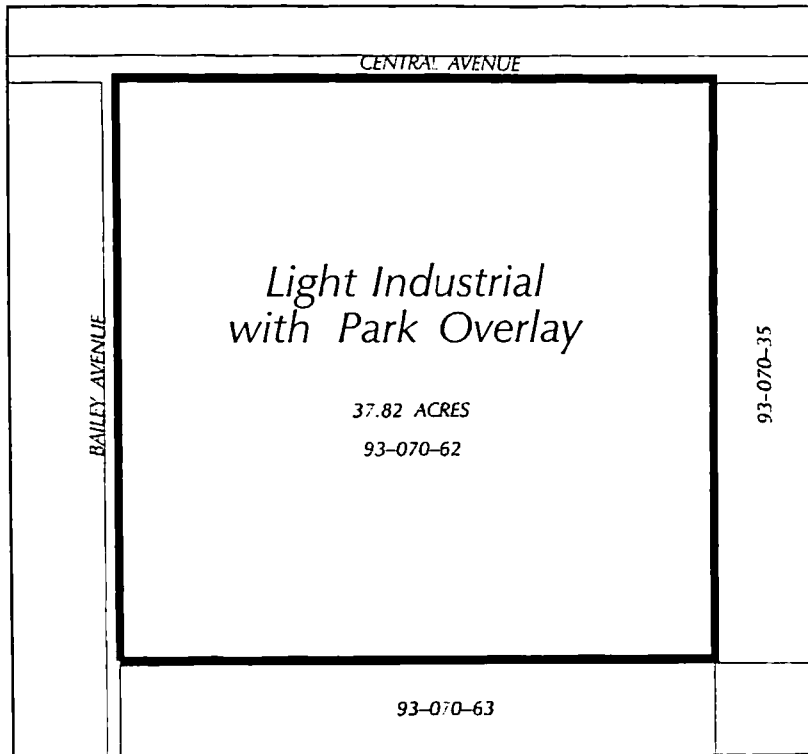 CENTRAL AVENUE
Light Industrial
with Park Overlay
BAILEY AVENUE
37.82 ACRES
93-070-62
93-070-35
93-070-63